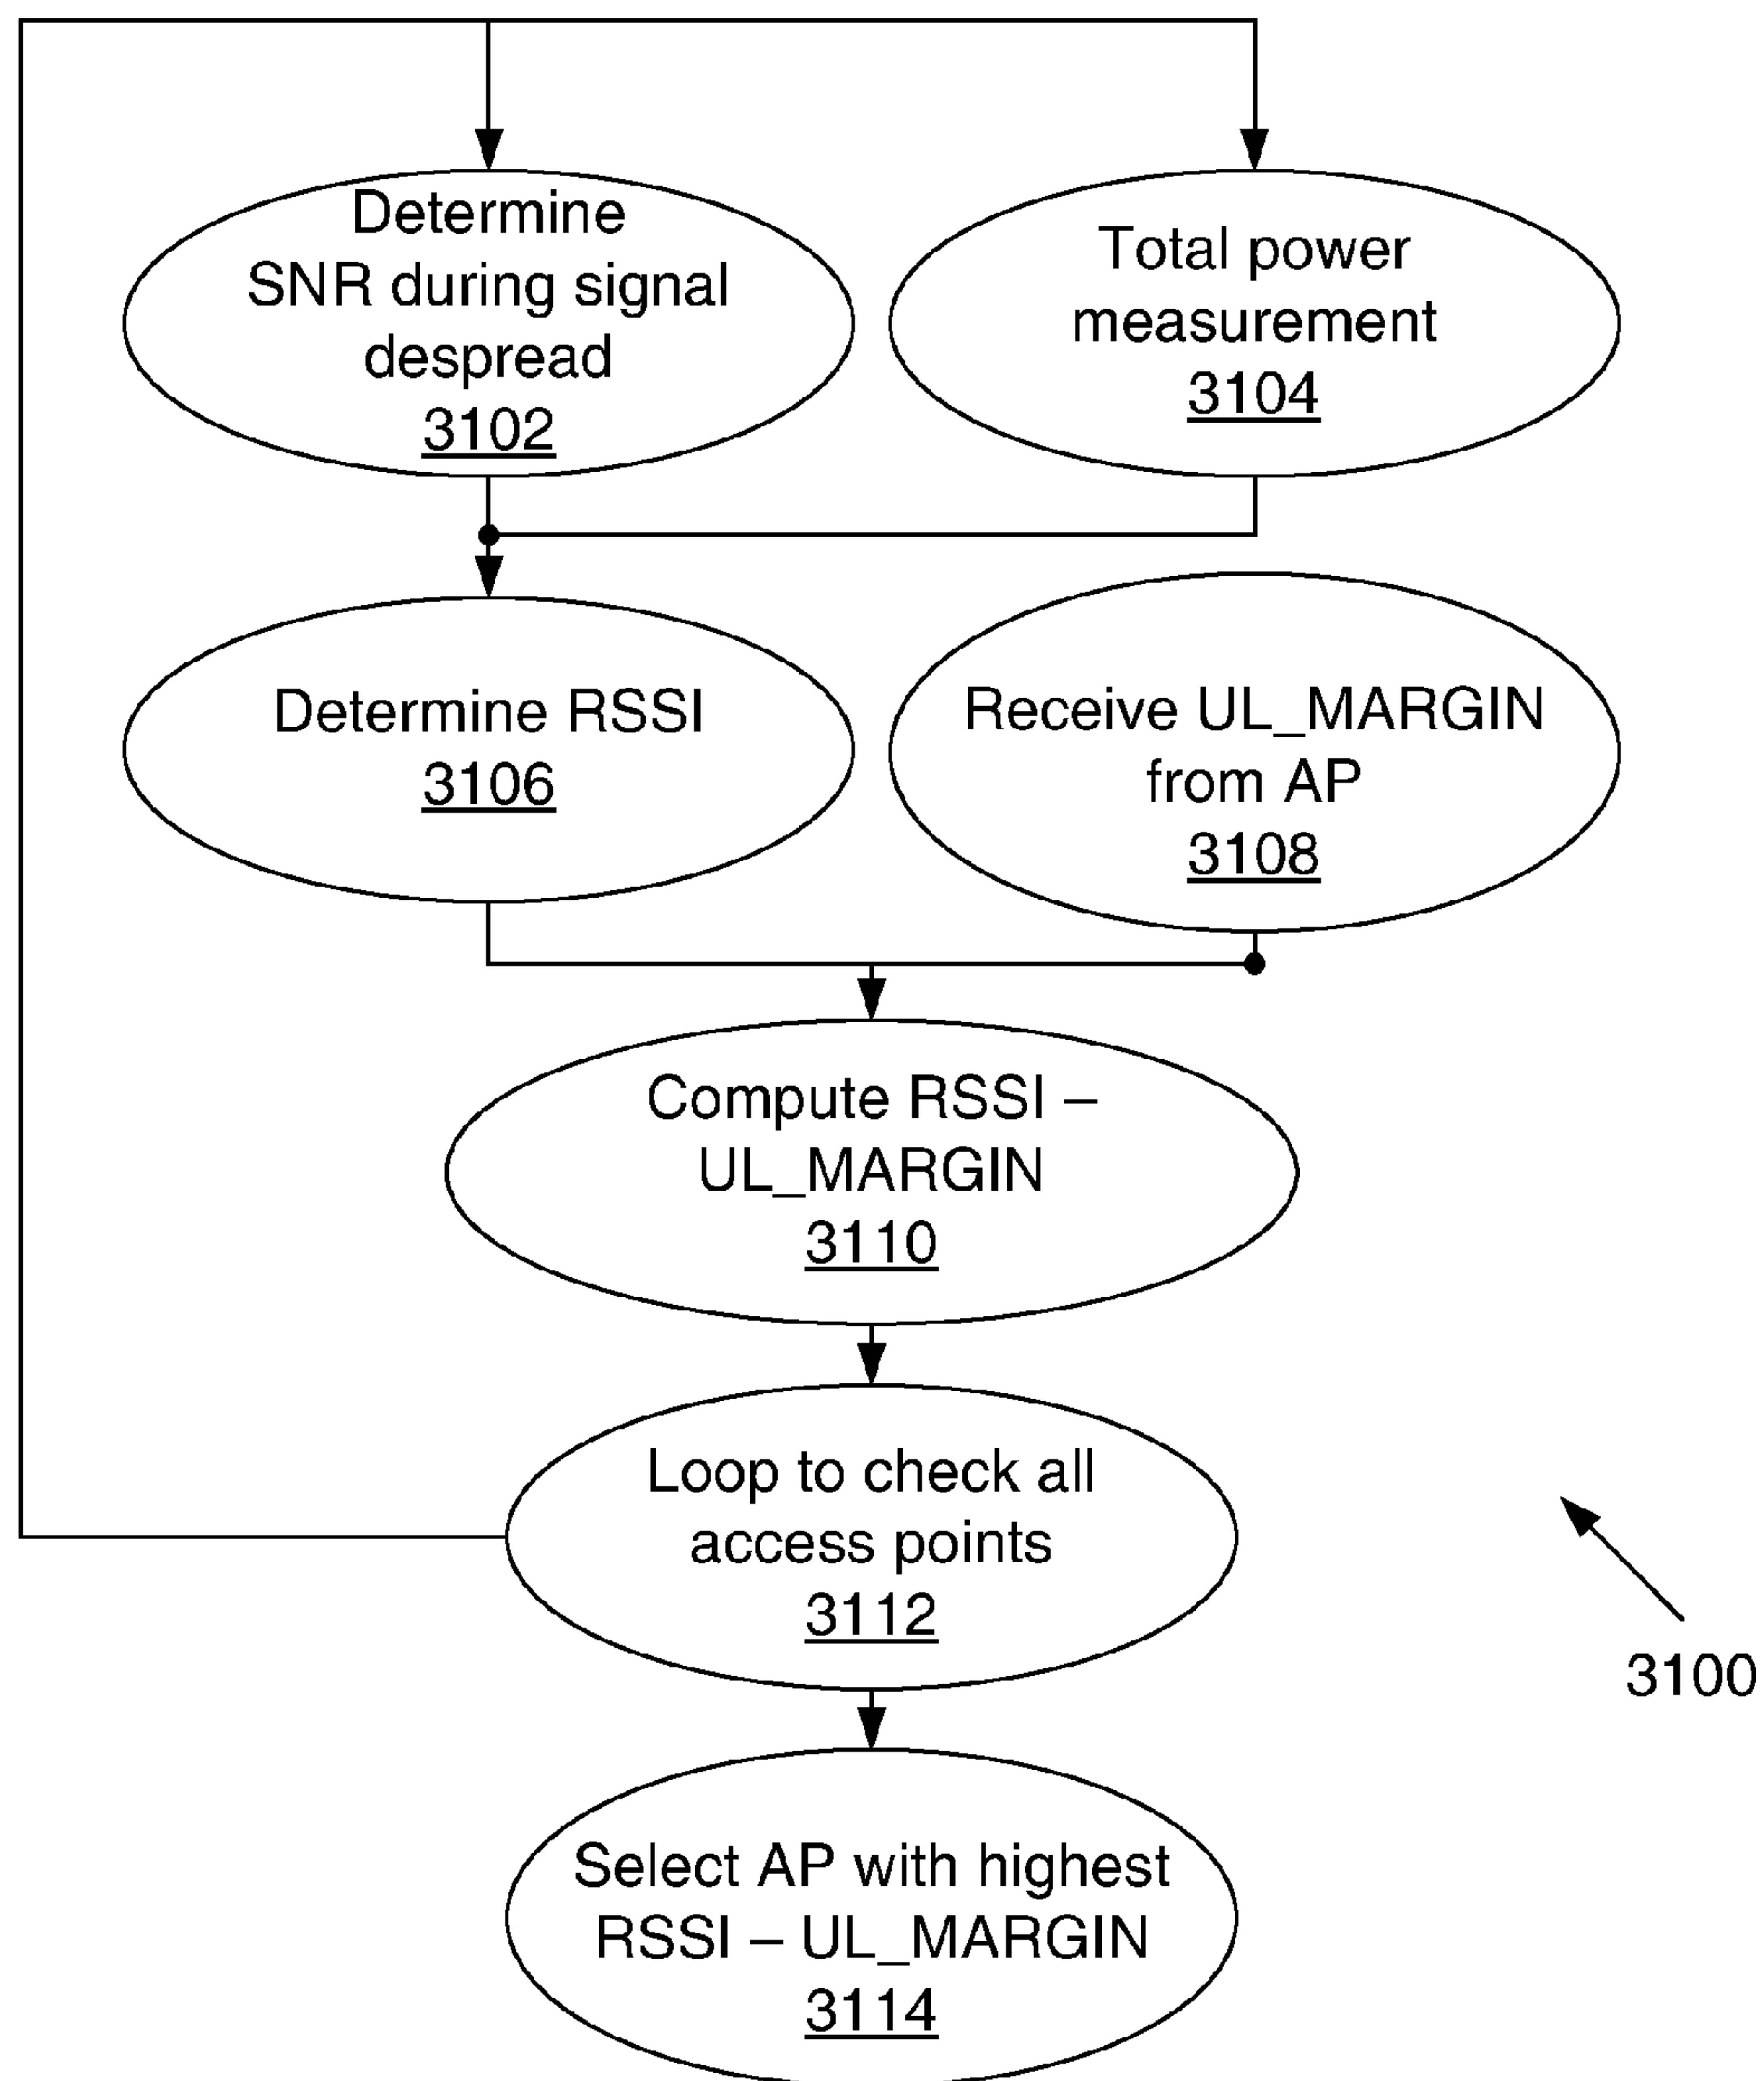 Determine
SNR during signal
despread
3102
Total power
measurement
3104
Determine RSSI
3106
Receive UL_MARGIN
from AP
3108
Compute RSSI –
UL_MARGIN
3110
Loop to check all
access points
3112
3100
Select AP with highest
RSSI – UL_MARGIN
3114